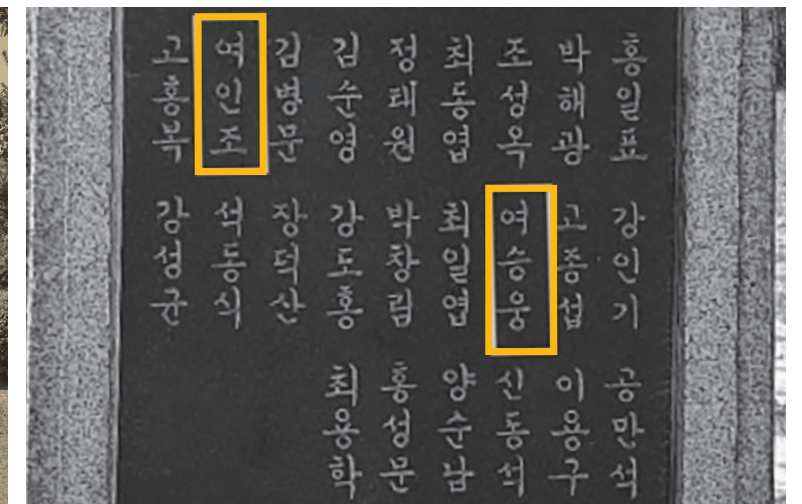 홍일표
박해광
조성옥
최동엽
정태원
김순영
김병문
여인조
강인기
고종섭
여승웅
최일엽
박창림
강도홍
장덕산
석동식
강성균
공만석
이용구
신동석
양순남
홍성문
최용학